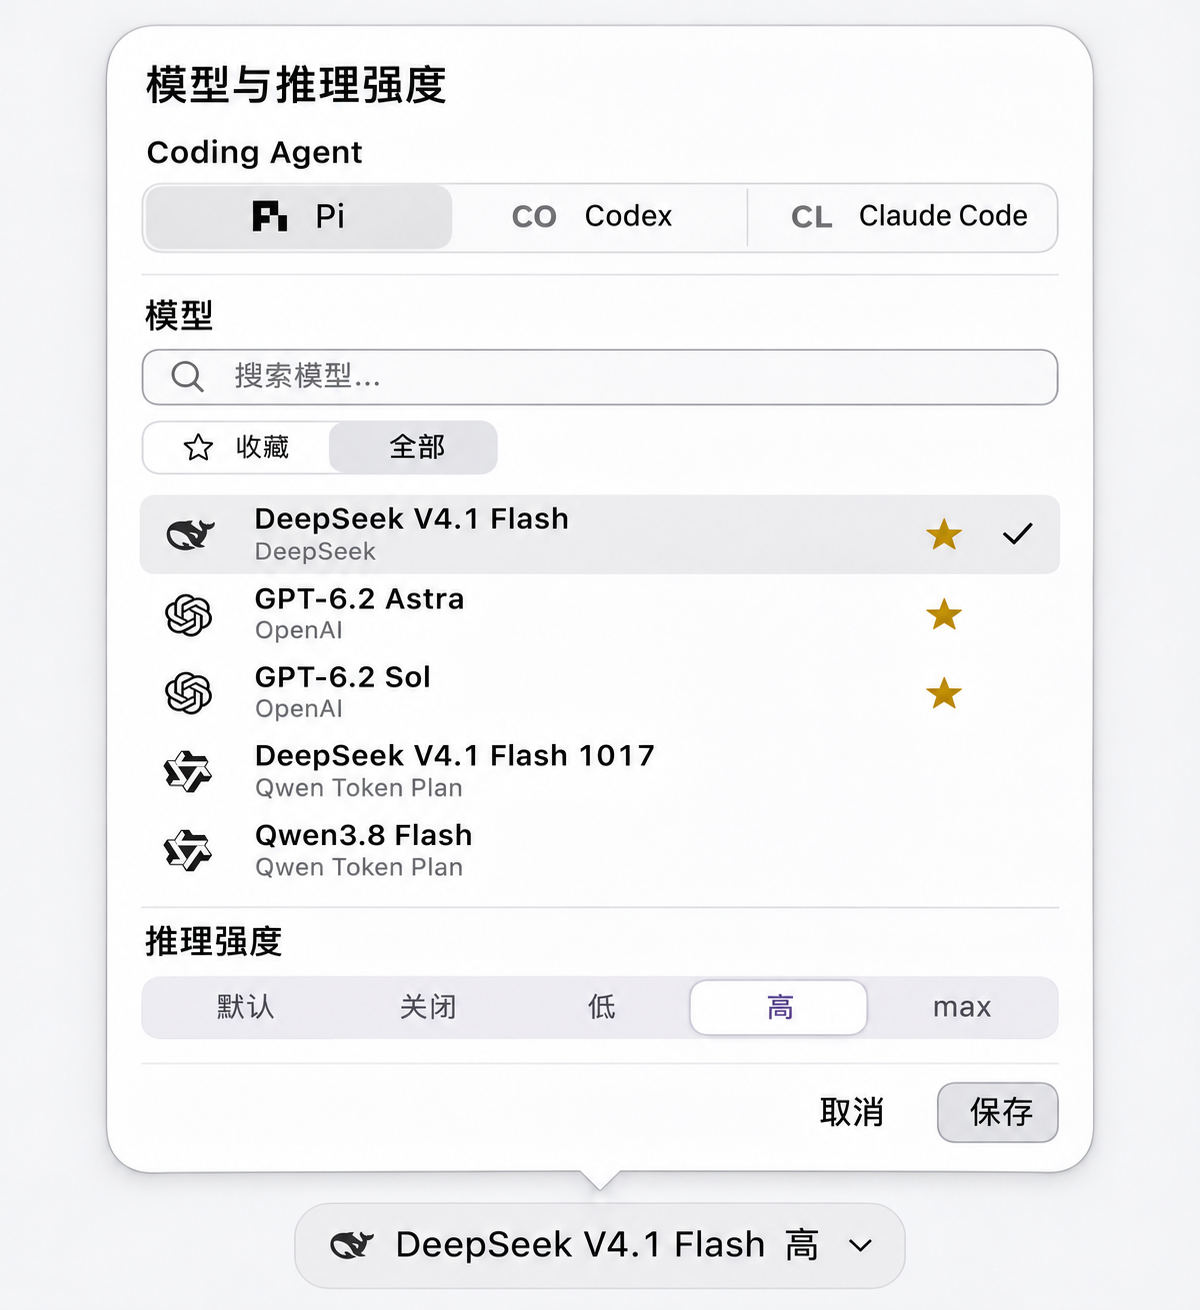 模型与推理强度
Coding Agent
Pi
CO Codex
CL Claude Code
模型
搜索模型...
收藏
全部
DeepSeek V4.1 Flash
DeepSeek
GPT-6.2 Astra
OpenAI
GPT-6.2 Sol
OpenAI
DeepSeek V4.1 Flash 1017
Qwen Token Plan
Qwen3.8 Flash
Qwen Token Plan
推理强度
默认 关闭 低 高 max
取消 保存
DeepSeek V4.1 Flash 高